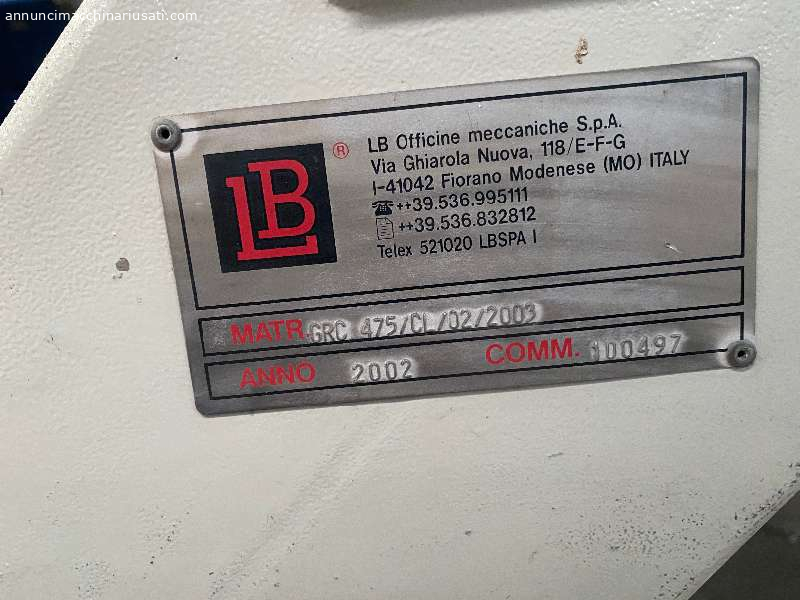 annuncimacchinariusati.com
LB
®
LB Officine meccaniche S.p.A.
Via Ghiarola Nuova, 118/E-F-G
I-41042 Fiorano Modenese (MO) ITALY
++39.536.995111
++39.536.832812
Telex 521020 LBSPA I
MATR. GRC 475/CL/02/2003
ANNO 2002 COMM. 100497